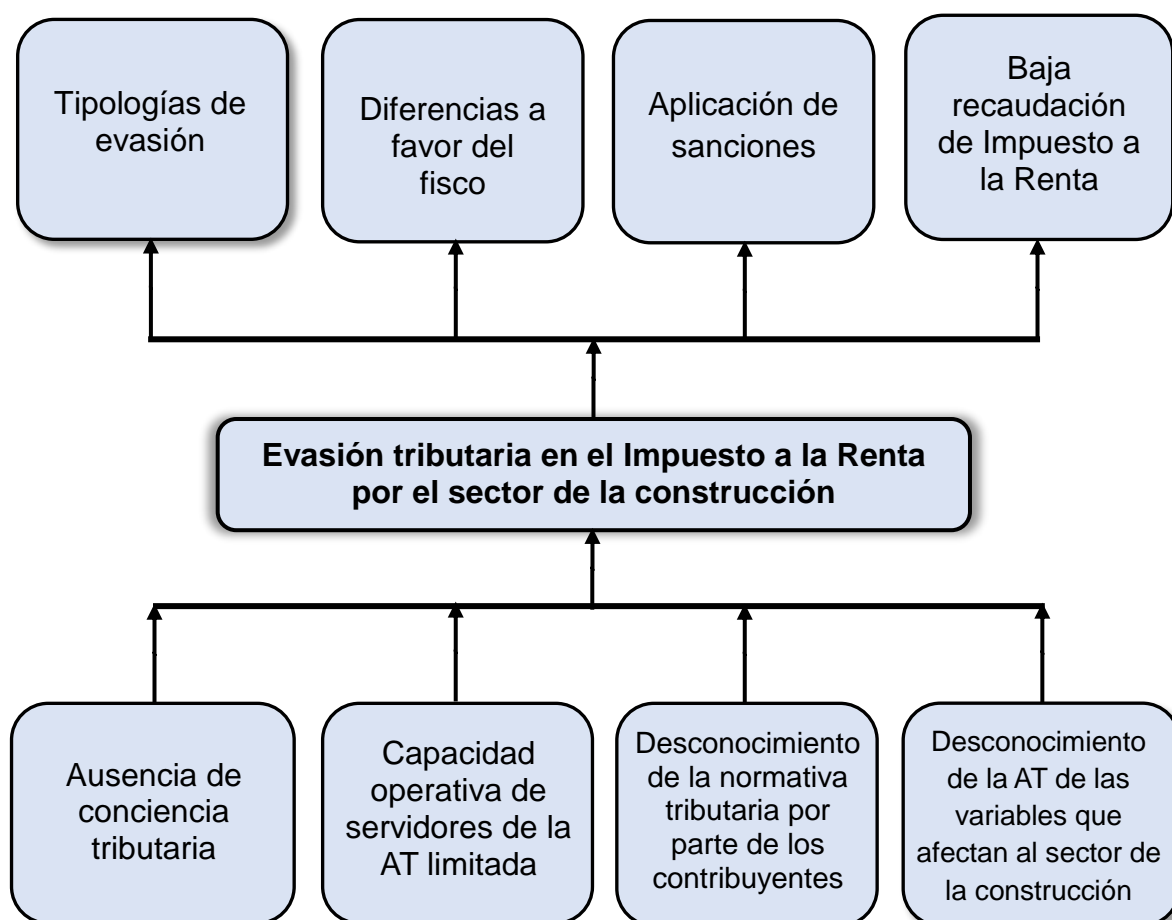 Tipologías de
evasión
Diferencias a
favor del
fisco
Aplicación de
sanciones
Baja
recaudación
de Impuesto a
la Renta
Evasión tributaria en el Impuesto a la Renta
por el sector de la construcción
Ausencia de
conciencia
tributaria
Capacidad
operativa de
servidores de la
AT limitada
Desconocimiento
de la normativa
tributaria por
parte de los
contribuyentes
Desconocimiento
de la AT de las
variables que
afectan al sector de
la construcción